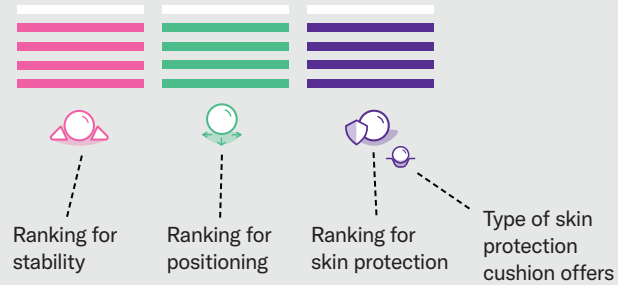 Ranking for
stability
Ranking for
positioning
Ranking for
skin protection
Type of skin
protection
cushion offers